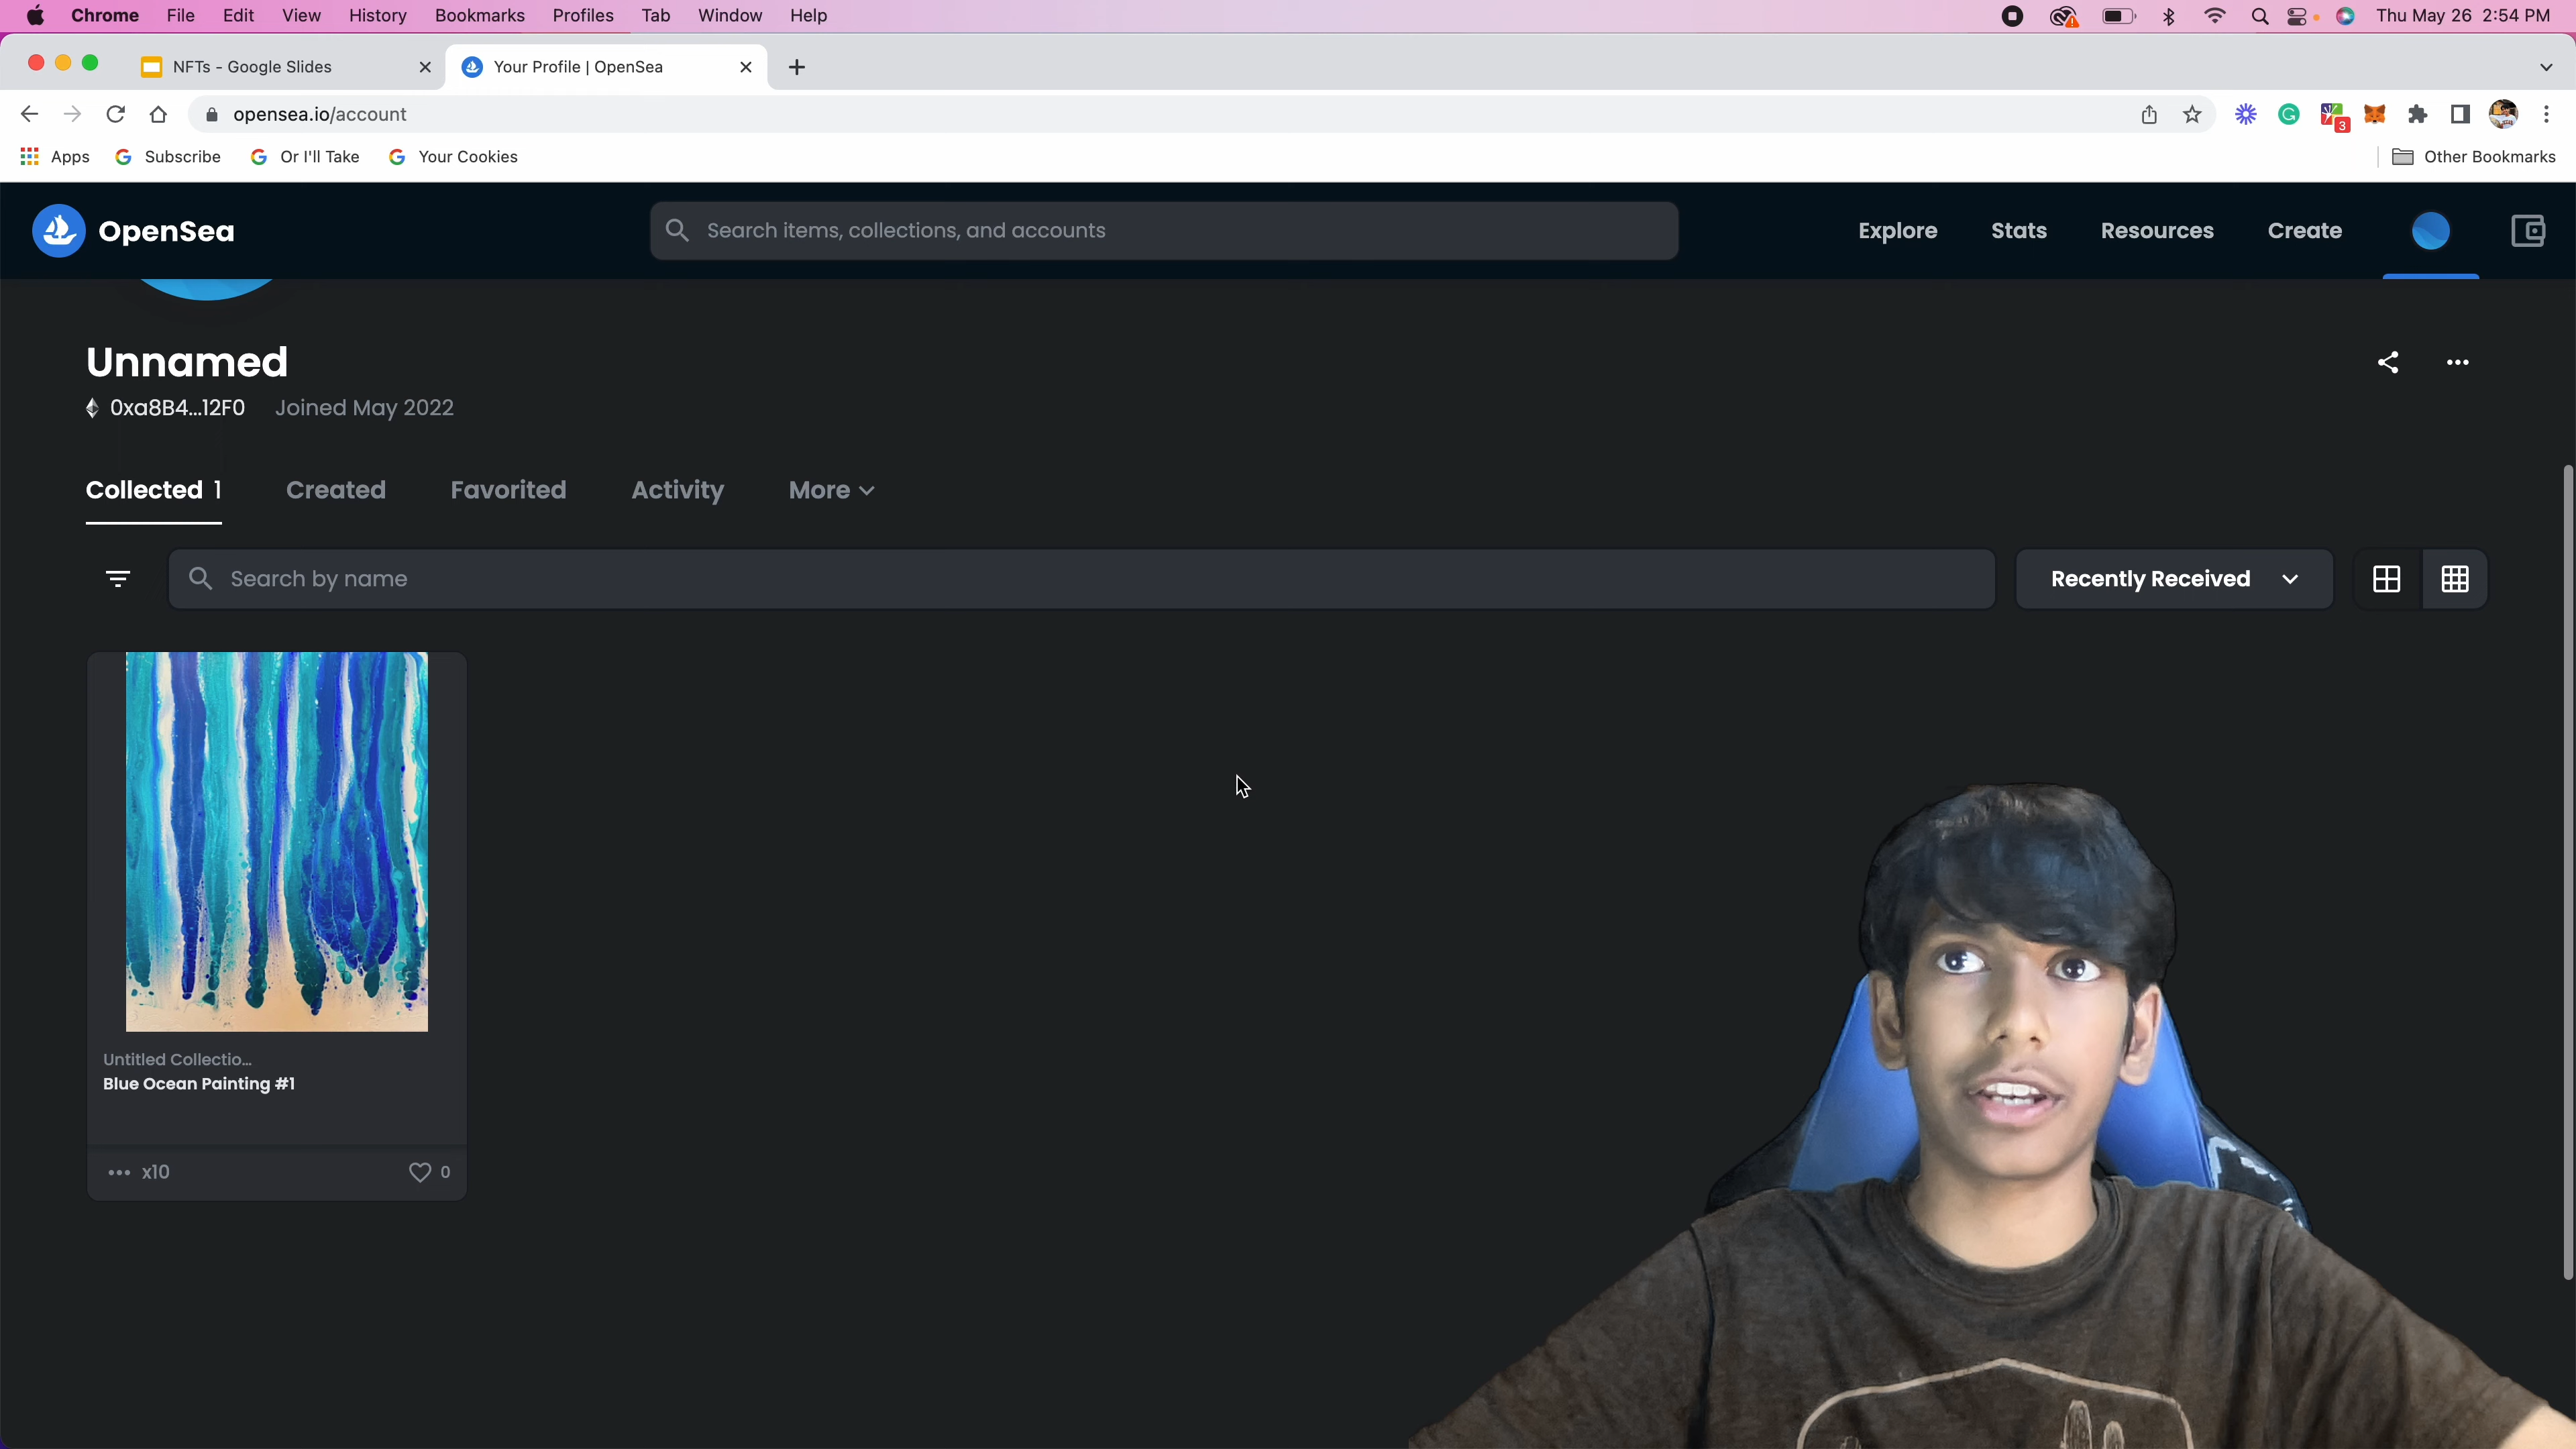 Chrome File Edit View History Bookmarks Profiles Tab Window Help Thu May 26 2:54 PM
NFTs - Google Slides Your Profile | OpenSea
opensea.io/account
3
Apps Subscribe Or I'll Take Your Cookies Other Bookmarks
OpenSea Search items, collections, and accounts Explore Stats Resources Create
Unnamed
0xa8B4...12F0 Joined May 2022
Collected 1 Created Favorited Activity More
Search by name Recently Received
Untitled Collectio...
Blue Ocean Painting #1
x10 0